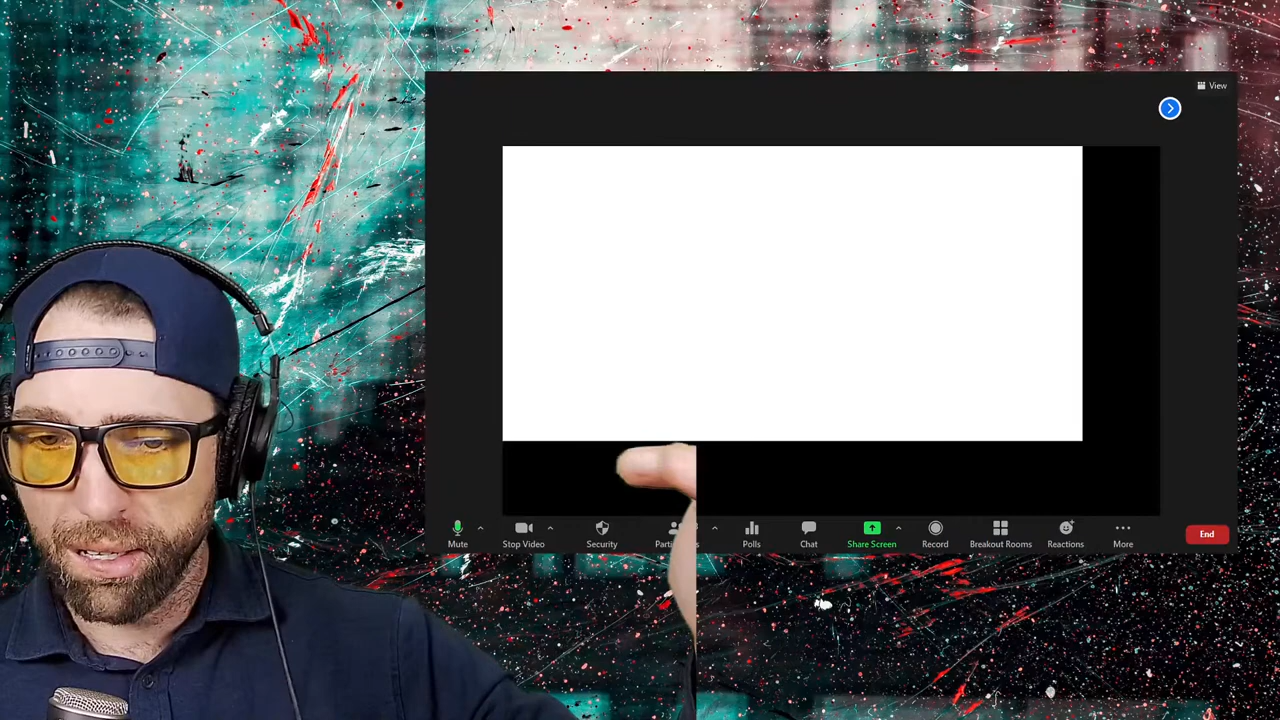 View
Mute
Stop Video
Security
Parti
Polls
Chat
Share Screen
Record
Breakout Rooms
Reactions
More
End